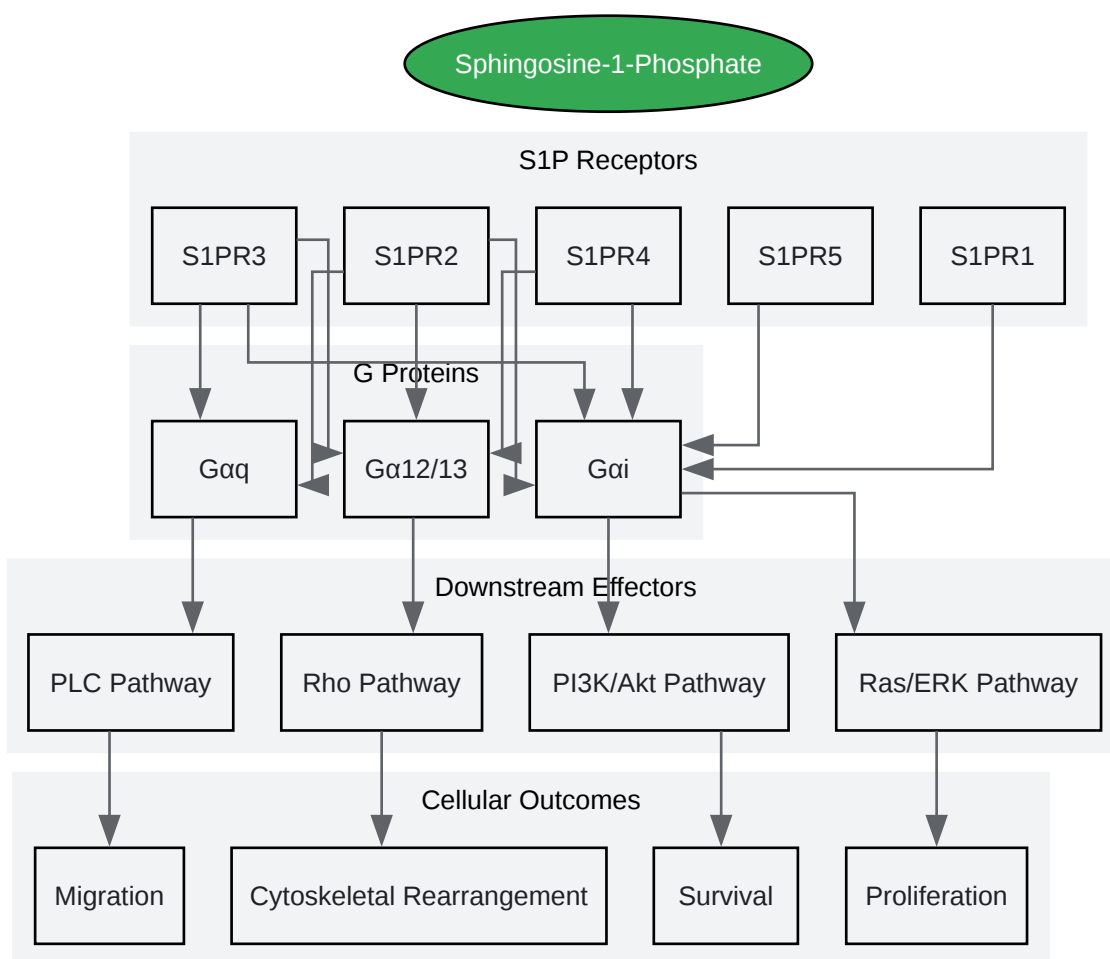 Sphingosine-1-Phosphate
S1P Receptors
S1PR3
S1PR2
S1PR4
S1PR5
S1PR1
G Proteins
Gαq
Gα12/13
Gαi
Downstream Effectors
PLC Pathway
Rho Pathway
PI3K/Akt Pathway
Ras/ERK Pathway
Cellular Outcomes
Migration
Cytoskeletal Rearrangement
Survival
Proliferation